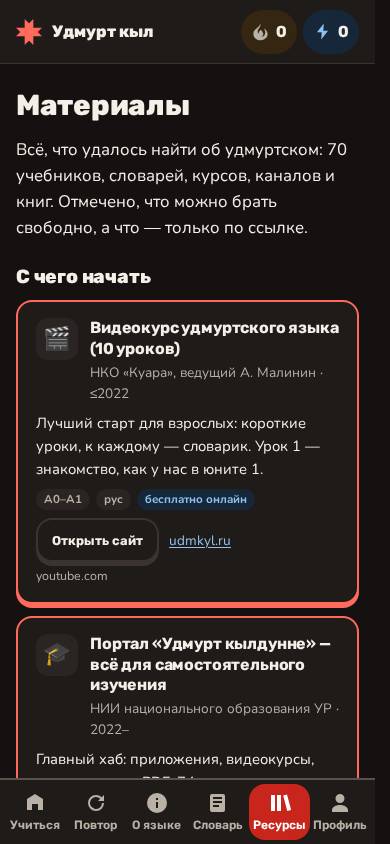 Удмурт кыл
0
0
Материалы
Всё, что удалось найти об удмуртском: 70
учебников, словарей, курсов, каналов и
книг. Отмечено, что можно брать
свободно, а что — только по ссылке.
С чего начать
Видеокурс удмуртского языка
(10 уроков)
НКО «Куара», ведущий А. Малинин ·
≤2022
Лучший старт для взрослых: короткие
уроки, к каждому — словарик. Урок 1 —
знакомство, как у нас в юните 1.
A0–A1
рус
бесплатно онлайн
Открыть сайт
udmkyl.ru
youtube.com
Портал «Удмурт кылдунне» —
всё для самостоятельного
изучения
НИИ национального образования УР ·
2022–
Главный хаб: приложения, видеокурсы,
Учиться
Повтор
О языке
Словарь
Ресурсы
Профиль